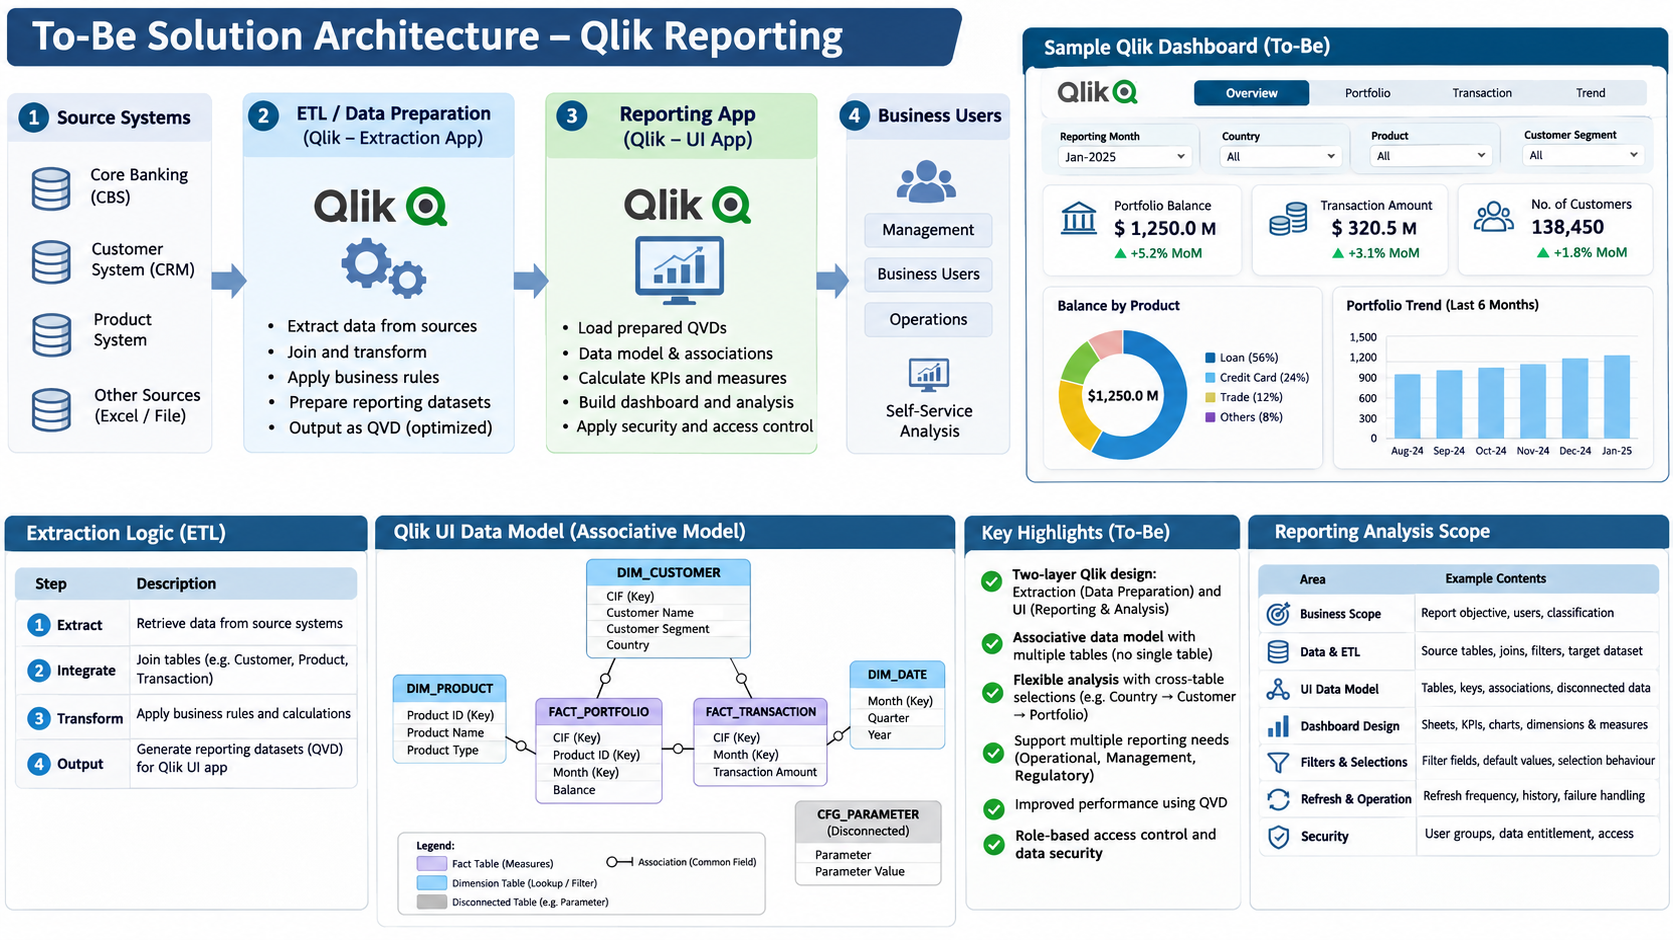 To-Be Solution Architecture – Qlik Reporting
1 Source Systems
Core Banking
(CBS)
Customer
System (CRM)
Product
System
Other Sources
(Excel / File)
2 ETL / Data Preparation
(Qlik – Extraction App)
Qlik
• Extract data from sources
• Join and transform
• Apply business rules
• Prepare reporting datasets
• Output as QVD (optimized)
3 Reporting App
(Qlik – UI App)
Qlik
• Load prepared QVDs
• Data model & associations
• Calculate KPIs and measures
• Build dashboard and analysis
• Apply security and access control
4 Business Users
Management
Business Users
Operations
Self-Service
Analysis
Sample Qlik Dashboard (To-Be)
Qlik
Overview Portfolio Transaction Trend
Reporting Month Country Product Customer Segment
Jan-2025 All All All
Portfolio Balance
$ 1,250.0 M
+5.2% MoM
Transaction Amount
$ 320.5 M
+3.1% MoM
No. of Customers
138,450
+1.8% MoM
Balance by Product
$1,250.0 M
Loan (56%)
Credit Card (24%)
Trade (12%)
Others (8%)
Portfolio Trend (Last 6 Months)
1,500
1,200
900
600
300
0
Aug-24 Sep-24 Oct-24 Nov-24 Dec-24 Jan-25
Extraction Logic (ETL)
Step Description
1 Extract Retrieve data from source systems
2 Integrate Join tables (e.g. Customer, Product,
Transaction)
3 Transform Apply business rules and calculations
4 Output Generate reporting datasets (QVD)
for Qlik UI app
Qlik UI Data Model (Associative Model)
DIM_CUSTOMER
CIF (Key)
Customer Name
Customer Segment
Country
DIM_PRODUCT
Product ID (Key)
Product Name
Product Type
FACT_PORTFOLIO
CIF (Key)
Product ID (Key)
Month (Key)
Balance
FACT_TRANSACTION
CIF (Key)
Month (Key)
Transaction Amount
DIM_DATE
Month (Key)
Quarter
Year
CFG_PARAMETER
(Disconnected)
Parameter
Parameter Value
Legend:
Fact Table (Measures)
Association (Common Field)
Dimension Table (Lookup / Filter)
Disconnected Table (e.g. Parameter)
Key Highlights (To-Be)
Two-layer Qlik design:
Extraction (Data Preparation) and
UI (Reporting & Analysis)
Associative data model with
multiple tables (no single table)
Flexible analysis with cross-table
selections (e.g. Country → Customer
→ Portfolio)
Support multiple reporting needs
(Operational, Management,
Regulatory)
Improved performance using QVD
Role-based access control and
data security
Reporting Analysis Scope
Area Example Contents
Business Scope Report objective, users, classification
Data & ETL Source tables, joins, filters, target dataset
UI Data Model Tables, keys, associations, disconnected data
Dashboard Design Sheets, KPIs, charts, dimensions & measures
Filters & Selections Filter fields, default values, selection behaviour
Refresh & Operation Refresh frequency, history, failure handling
Security User groups, data entitlement, access